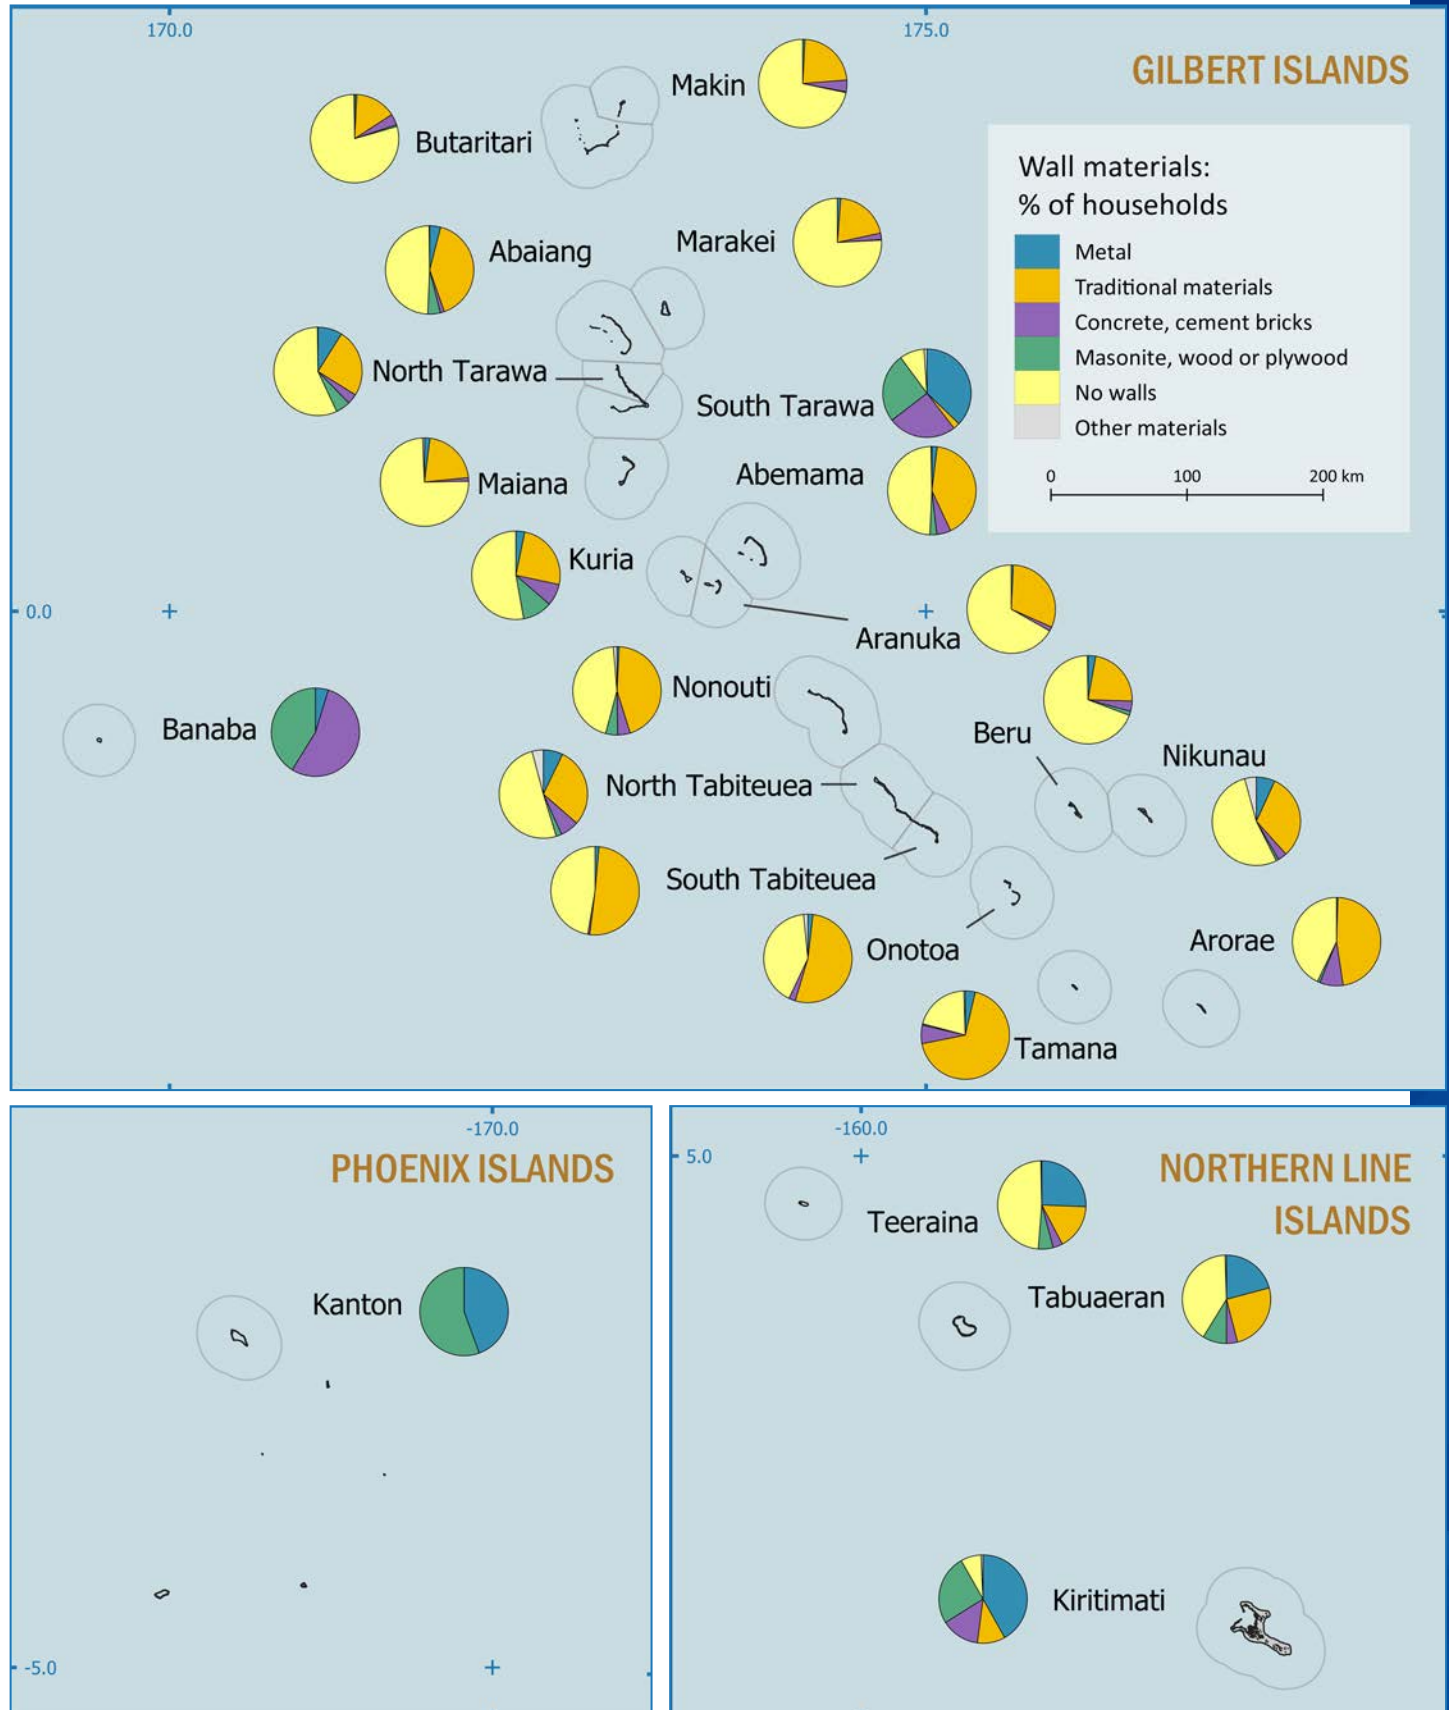 170.0
175.0
GILBERT ISLANDS
Makin
Butaritari
Wall materials:
% of households
Metal
Traditional materials
Concrete, cement bricks
Masonite, wood or plywood
No walls
Other materials
0 100 200 km
Marakei
Abaiang
North Tarawa
South Tarawa
Maiana
Abemama
Kuria
0.0
Aranuka
Nonouti
Banaba
Beru
Nikunau
North Tabiteuea
South Tabiteuea
Onotoa
Arorae
Tamana
-170.0
PHOENIX ISLANDS
Kanton
-5.0
-160.0
5.0
NORTHERN LINE
ISLANDS
Teeraina
Tabuaeran
Kiritimati